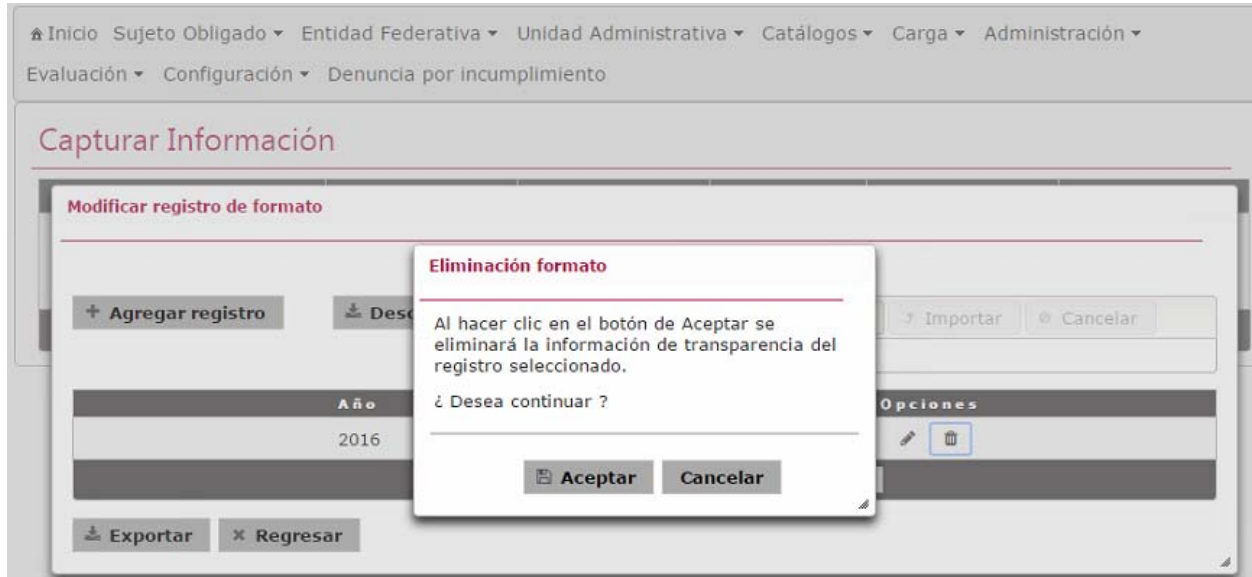 Inicio Sujeto Obligado Entidad Federativa Unidad Administrativa Catálogos Carga Administración
Evaluación Configuración Denuncia por incumplimiento
Capturar Información
Modificar registro de formato
Eliminación formato
+ Agregar registro
Importar Cancelar
Al hacer clic en el botón de Aceptar se
eliminará la información de transparencia del
registro seleccionado.
¿ Desea continuar ?
Año Opciones
2016
Aceptar Cancelar
Exportar Regresar